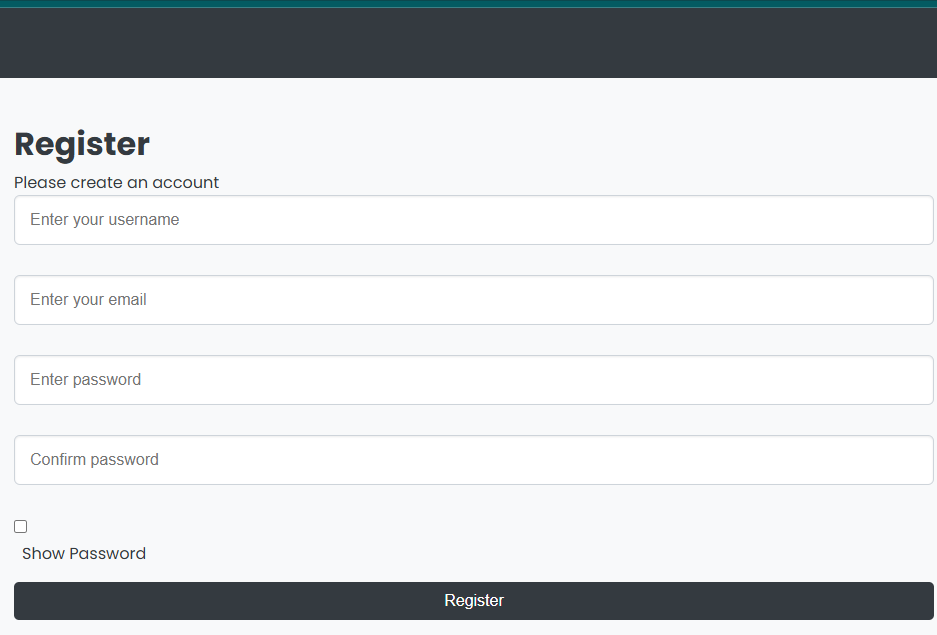 Register
Please create an account
Enter your username
Enter your email
Enter password
Confirm password
Show Password
Register